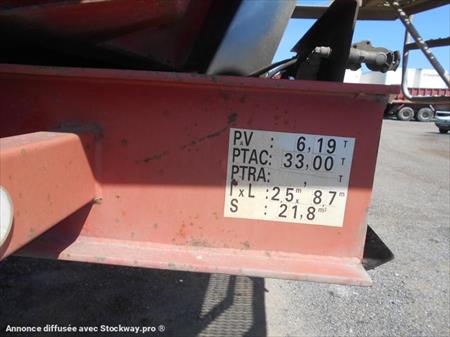 P.V : 6,19 T
PTAC: 33,00 T
PTRA: , T
l x L : 2,5 m x 8,7 m
S : 21,8 m²
Annonce diffusée avec Stockway.pro ®